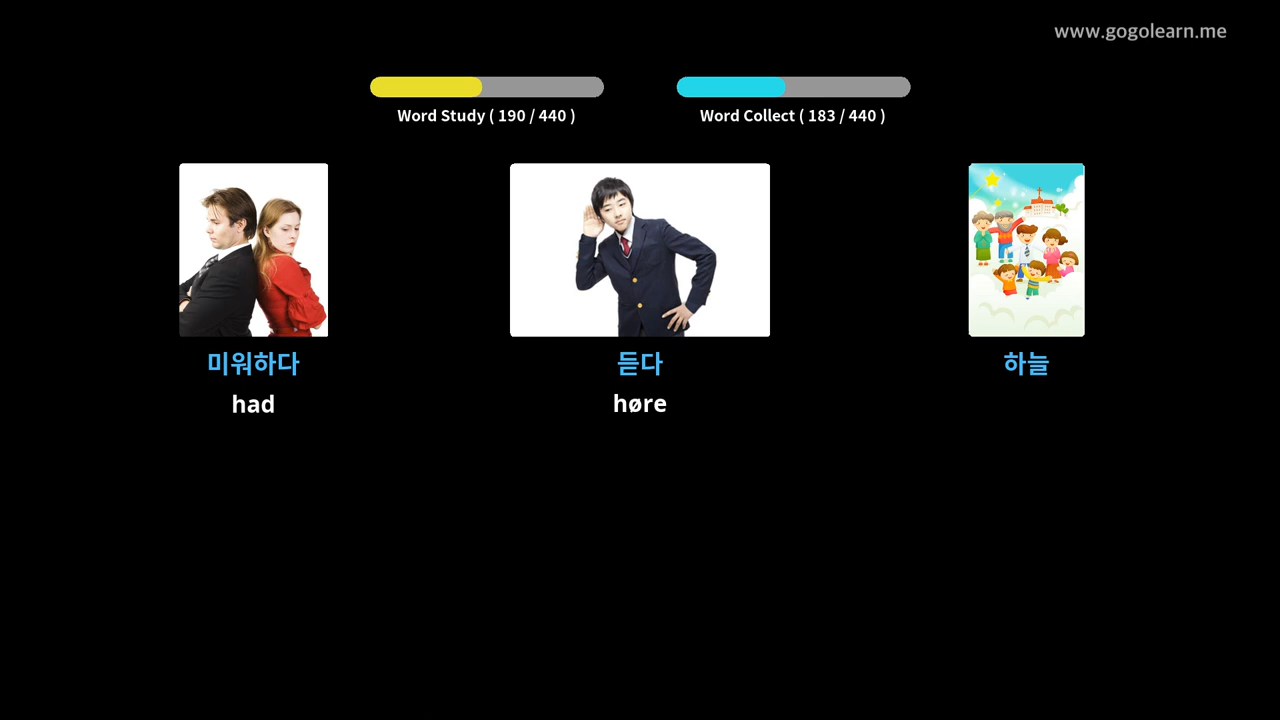 www.gogolearn.me
Word Study ( 190 / 440 )
Word Collect ( 183 / 440 )
미워하다
had
듣다
høre
하늘